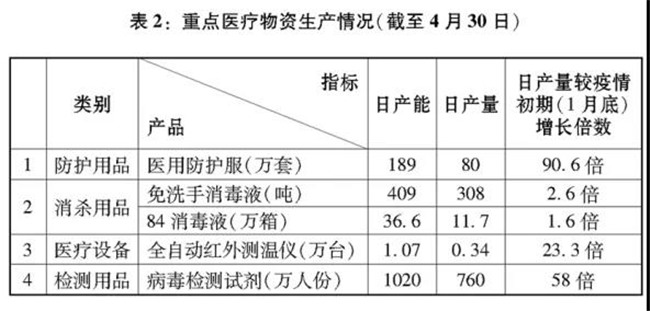 表 2：重点医疗物资生产情况(截至 4 月 30 日)
类别 指标 产品 日产能 日产量 日产量较疫情初期(1 月底)增长倍数
1 防护用品 医用防护服(万套) 189 80 90.6 倍
2 消杀用品 免洗手消毒液(吨) 409 308 2.6 倍
84 消毒液(万箱) 36.6 11.7 1.6 倍
3 医疗设备 全自动红外测温仪(万台) 1.07 0.34 23.3 倍
4 检测用品 病毒检测试剂(万人份) 1020 760 58 倍